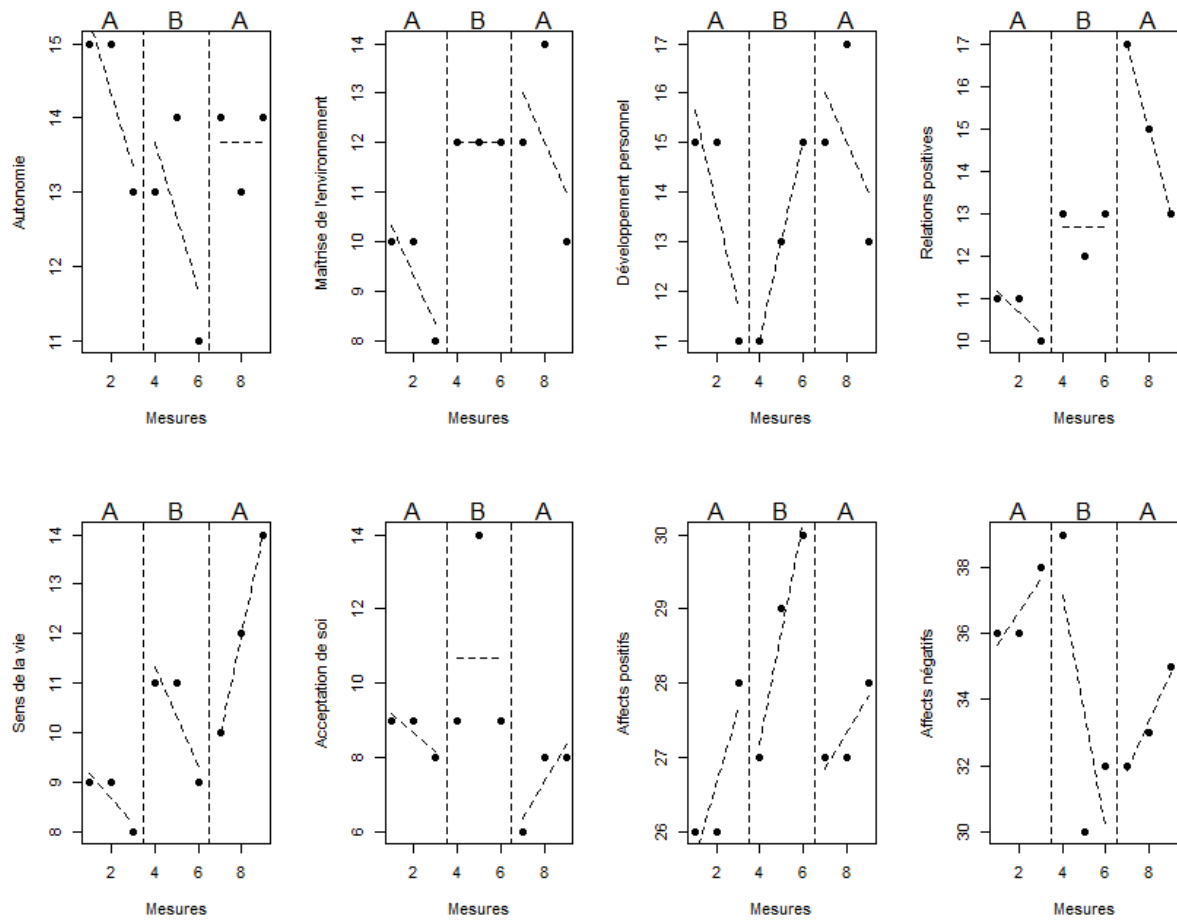 A B A
Autonomie
15
14
13
12
11
2 4 6 8
Mesures
A B A
Maîtrise de l'environnement
14
13
12
11
10
9
8
2 4 6 8
Mesures
A B A
Développement personnel
17
16
15
14
13
12
11
2 4 6 8
Mesures
A B A
Relations positives
17
16
15
14
13
12
11
10
2 4 6 8
Mesures
A B A
Sens de la vie
14
13
12
11
10
9
8
2 4 6 8
Mesures
A B A
Acceptation de soi
14
12
10
8
6
2 4 6 8
Mesures
A B A
Affects positifs
30
29
28
27
26
2 4 6 8
Mesures
A B A
Affects négatifs
38
36
34
32
30
2 4 6 8
Mesures